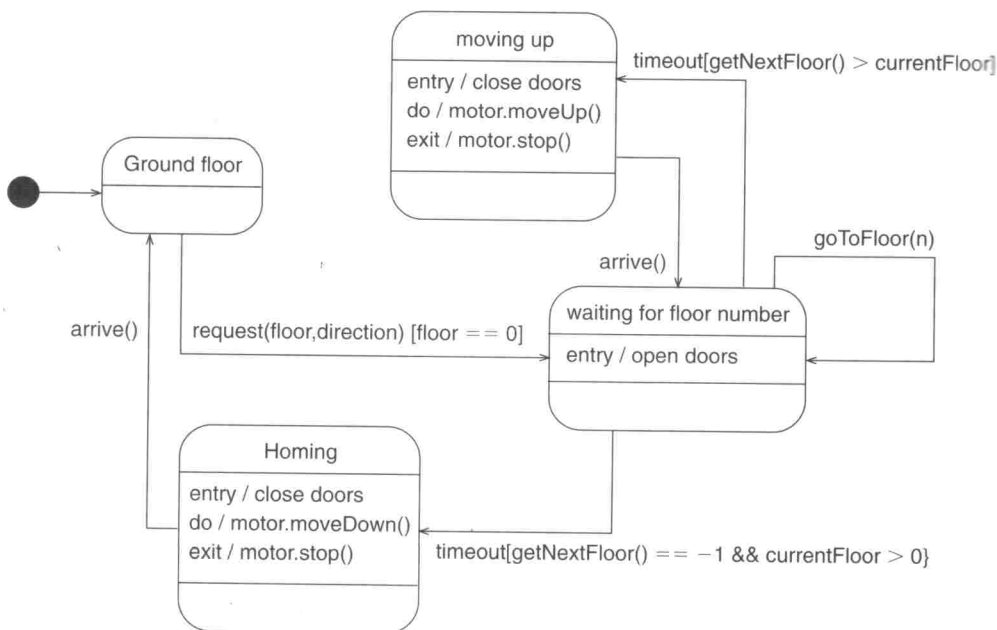 moving up
entry / close doors
do / motor.moveUp()
exit / motor.stop()
timeout[getNextFloor() > currentFloor]
Ground floor
goToFloor(n)
arrive()
waiting for floor number
entry / open doors
arrive()
request(floor,direction) [floor == 0]
Homing
entry / close doors
do / motor.moveDown()
exit / motor.stop()
timeout[getNextFloor() == −1 && currentFloor > 0}